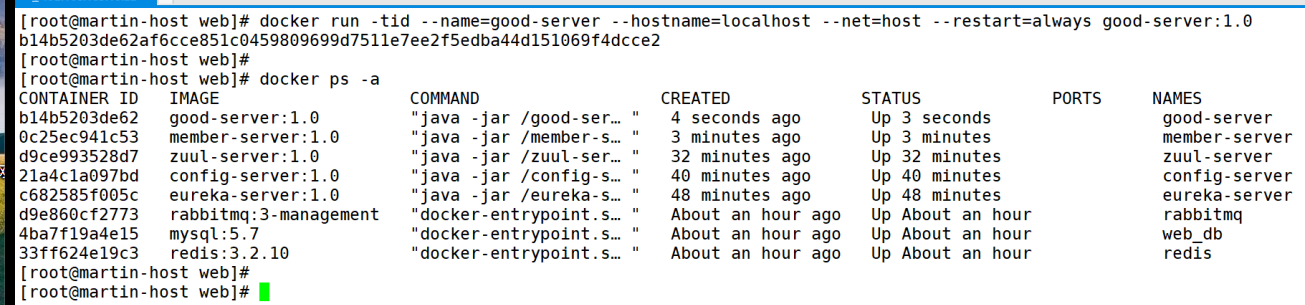 [root@martin-host web]# docker run -tid --name=good-server --hostname=localhost --net=host --restart=always good-server:1.0
b14b5203de62af6cce851c0459809699d7511e7ee2f5edba44d151069f4dcce2
[root@martin-host web]#
[root@martin-host web]# docker ps -a
CONTAINER ID   IMAGE   COMMAND   CREATED   STATUS   PORTS   NAMES
b14b5203de62   good-server:1.0   "java -jar /good-ser… "   4 seconds ago   Up 3 seconds   good-server
0c25ec941c53   member-server:1.0   "java -jar /member-s… "   3 minutes ago   Up 3 minutes   member-server
d9ce993528d7   zuul-server:1.0   "java -jar /zuul-ser… "   32 minutes ago   Up 32 minutes   zuul-server
21a4c1a097bd   config-server:1.0   "java -jar /config-s… "   40 minutes ago   Up 40 minutes   config-server
c682585f005c   eureka-server:1.0   "java -jar /eureka-s… "   48 minutes ago   Up 48 minutes   eureka-server
d9e860cf2773   rabbitmq:3-management   "docker-entrypoint.s… "   About an hour ago   Up About an hour   rabbitmq
4ba7f19a4e15   mysql:5.7   "docker-entrypoint.s… "   About an hour ago   Up About an hour   web_db
33ff624e19c3   redis:3.2.10   "docker-entrypoint.s… "   About an hour ago   Up About an hour   redis
[root@martin-host web]#
[root@martin-host web]#